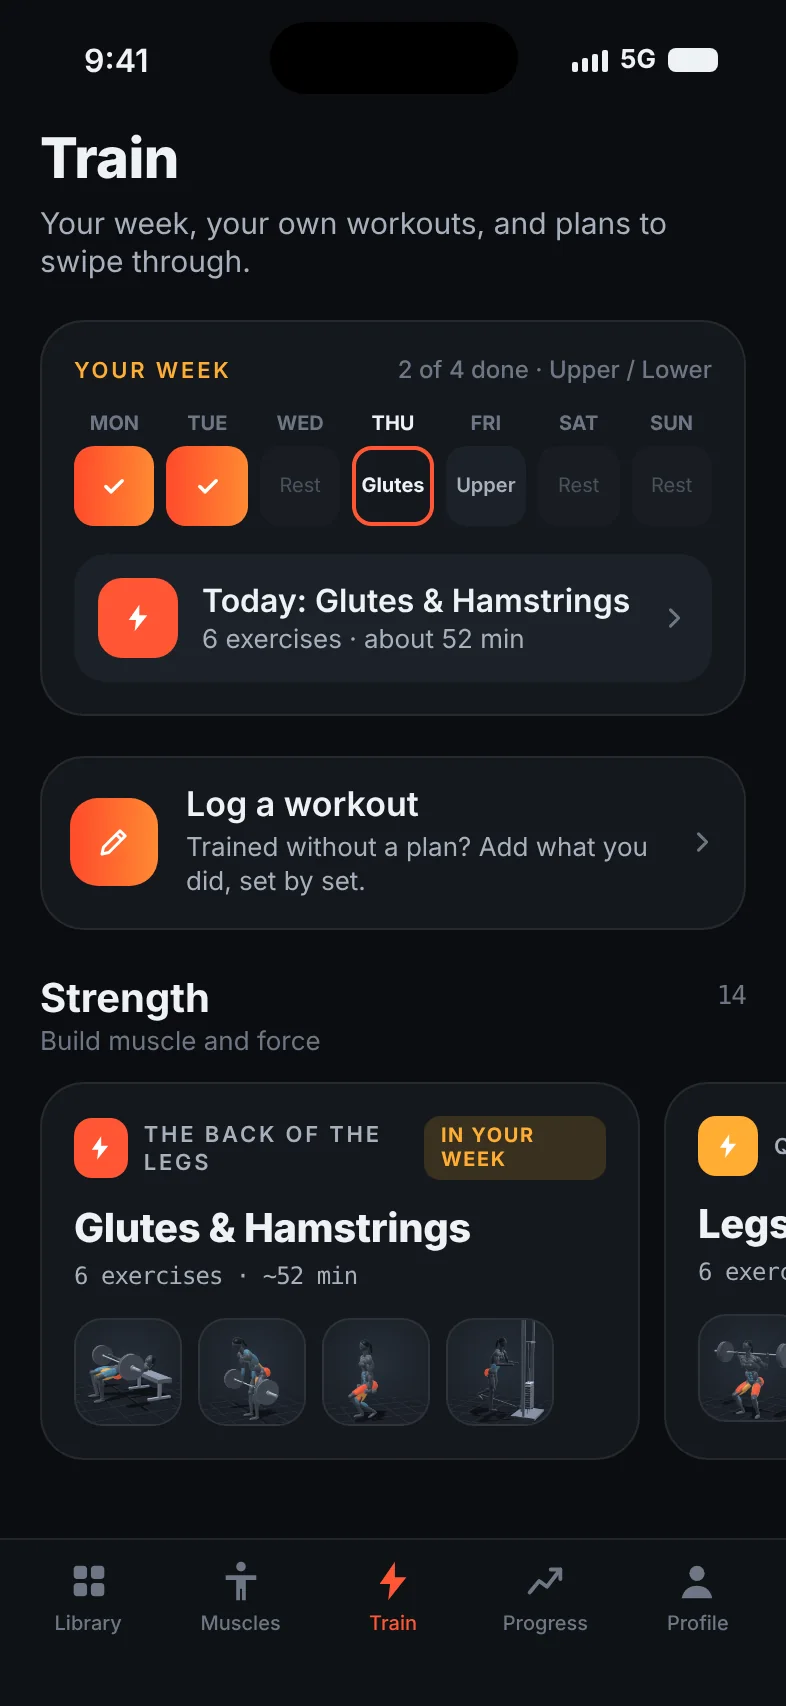 9:41
5G
Train
Your week, your own workouts, and plans to
swipe through.
YOUR WEEK
2 of 4 done · Upper / Lower
MON TUE WED THU FRI SAT SUN
Rest Glutes Upper Rest Rest
Today: Glutes & Hamstrings
6 exercises · about 52 min
Log a workout
Trained without a plan? Add what you
did, set by set.
Strength
14
Build muscle and force
THE BACK OF THE
LEGS
IN YOUR
WEEK
Glutes & Hamstrings
6 exercises · ~52 min
Legs
6
Library
Muscles
Train
Progress
Profile